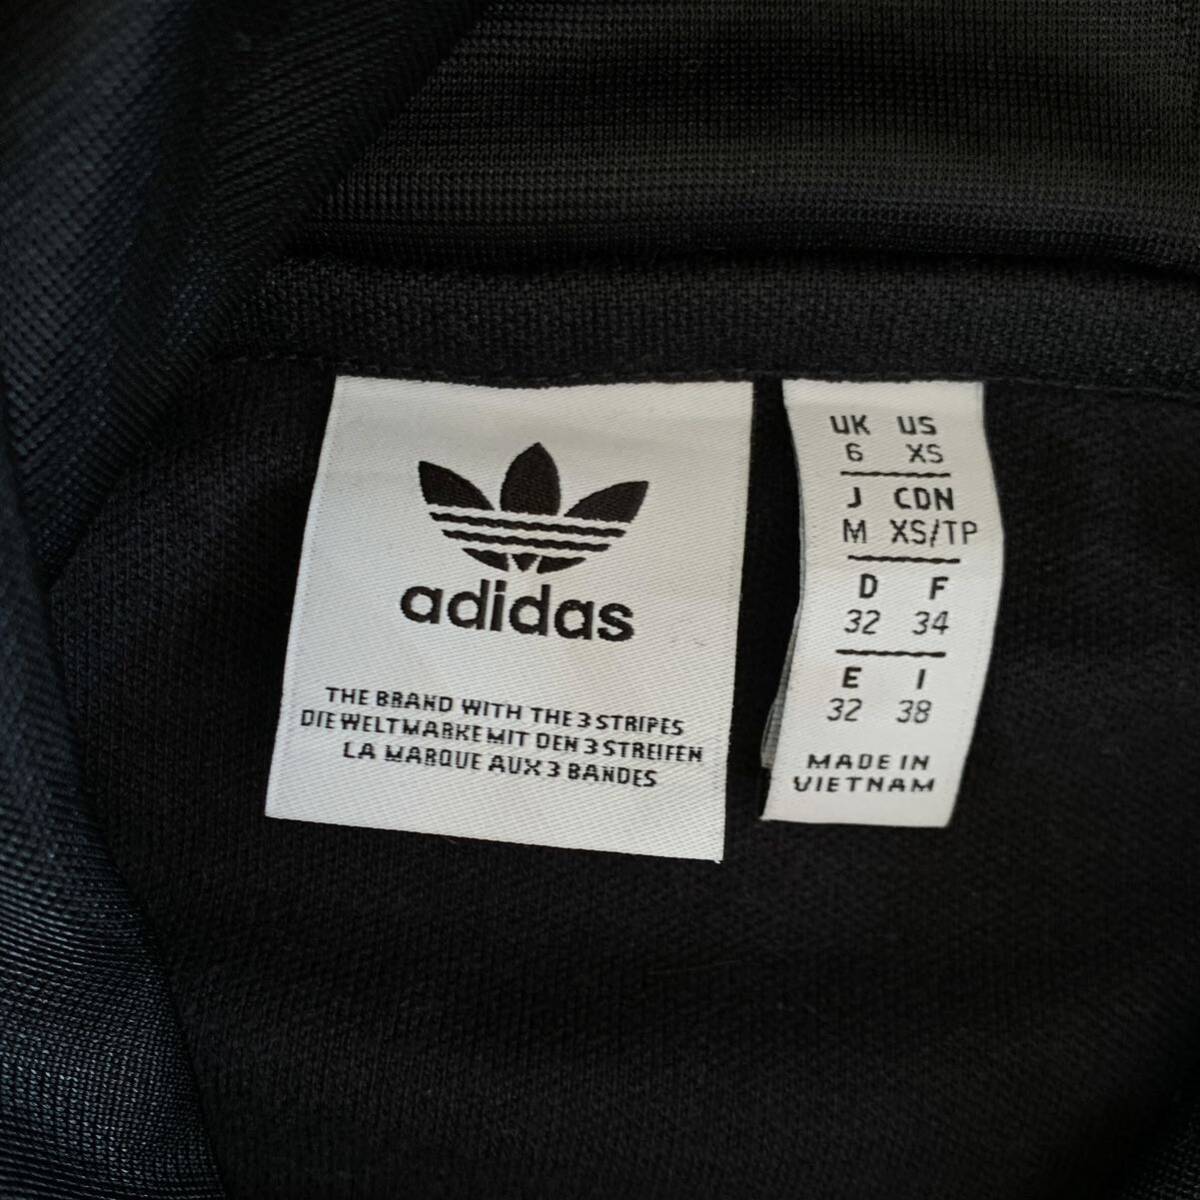 adidas
THE BRAND WITH THE 3 STRIPES
DIE WELTMARKE MIT DEN 3 STREIFEN
LA MARQUE AUX 3 BANDES
UK US
6 XS
J CDN
M XS/TP
D F
32 34
E I
32 38
MADE IN
VIETNAM